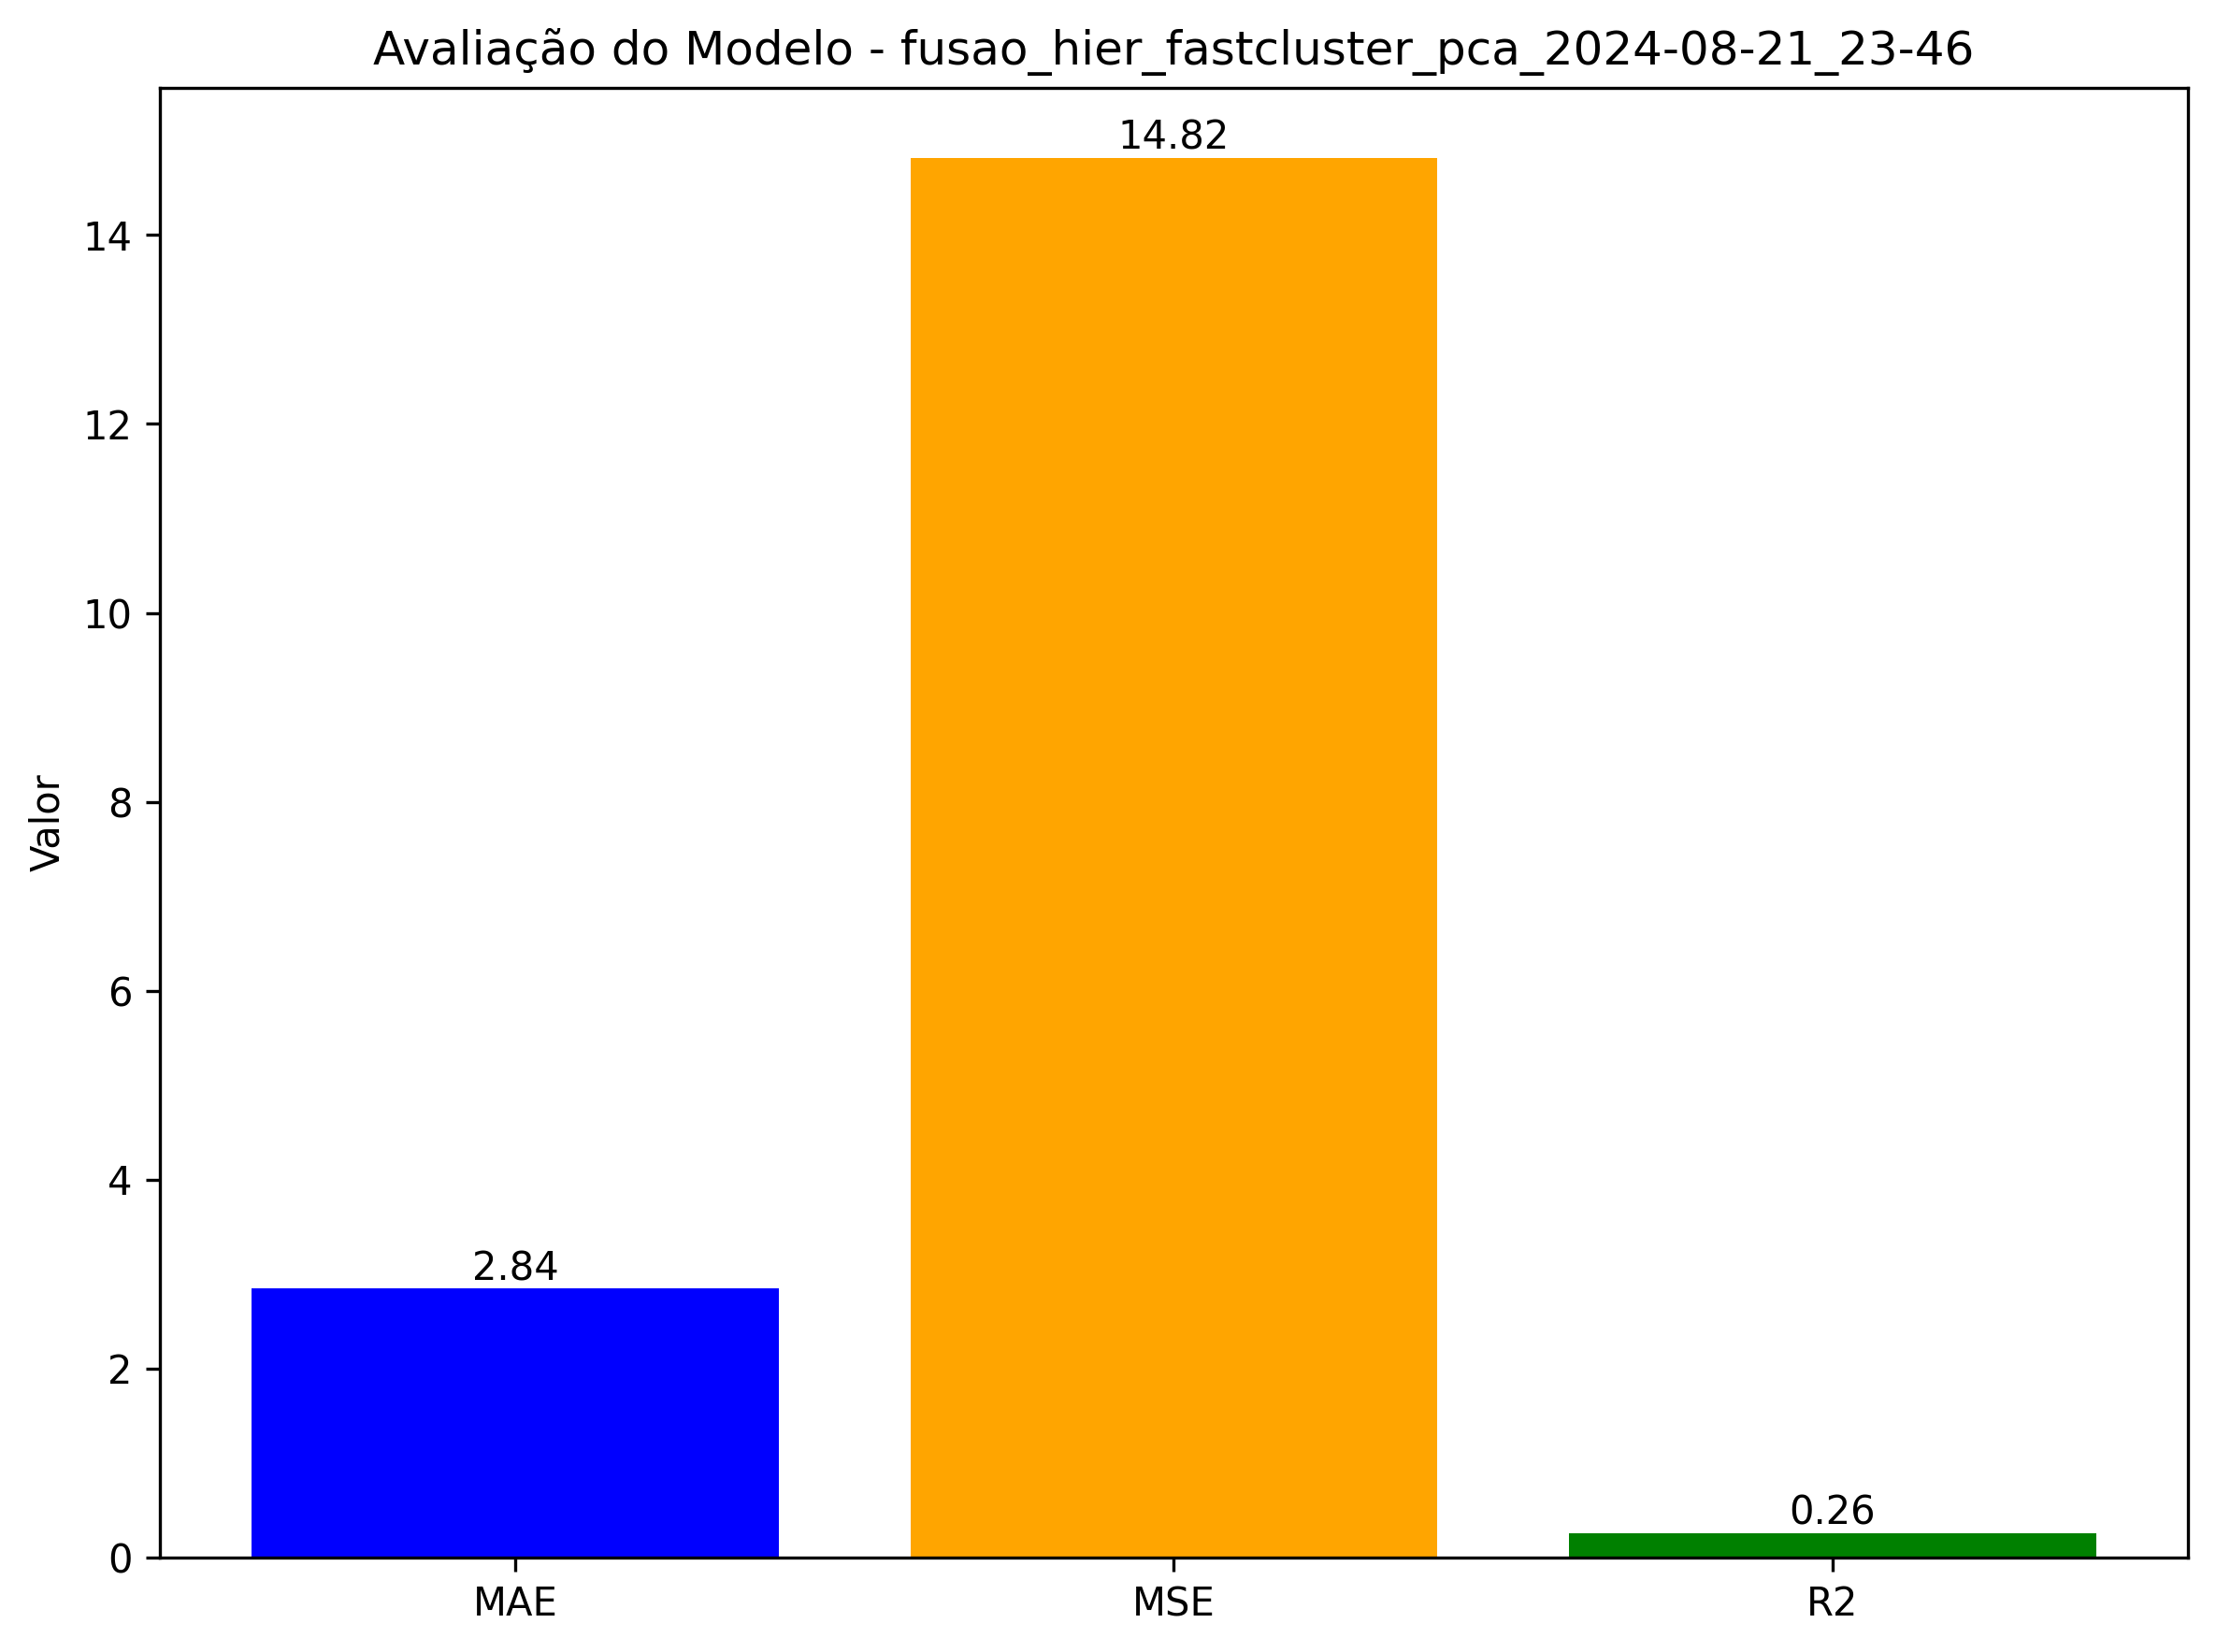 Avaliação do Modelo - fusao_hier_fastcluster_pca_2024-08-21_23-46
14.82
14
12
10
8
Valor
6
4
2.84
2
0.26
0
MAE
MSE
R2